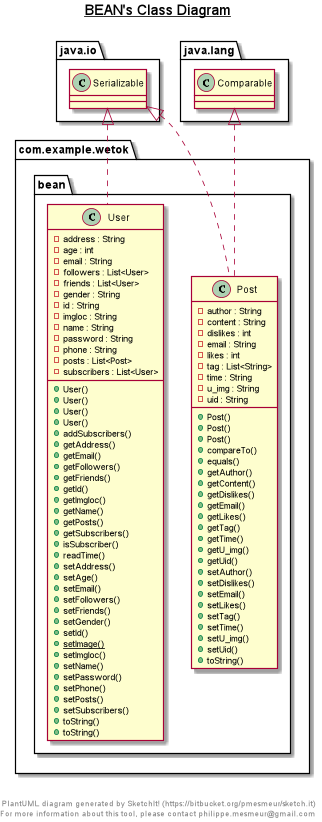 BEAN's Class Diagram
java.io
java.lang
C Serializable
C Comparable
com.example.wetok
bean
C User
address : String
age : int
email : String
followers : List<User>
friends : List<User>
gender : String
id : String
imgloc : String
name : String
password : String
phone : String
posts : List<Post>
subscribers : List<User>
User()
User()
User()
User()
addSubscribers()
getAddress()
getEmail()
getFollowers()
getFriends()
getId()
getImgloc()
getName()
getPosts()
getSubscribers()
isSubscriber()
readTime()
setAddress()
setAge()
setEmail()
setFollowers()
setFriends()
setGender()
setId()
setImage()
setImgloc()
setName()
setPassword()
setPhone()
setPosts()
setSubscribers()
toString()
toString()
C Post
author : String
content : String
dislikes : int
email : String
likes : int
tag : List<String>
time : String
u_img : String
uid : String
Post()
Post()
Post()
compareTo()
equals()
getAuthor()
getContent()
getDislikes()
getEmail()
getLikes()
getTag()
getTime()
getU_img()
getUid()
setAuthor()
setDislikes()
setEmail()
setLikes()
setTag()
setTime()
setU_img()
setUid()
toString()
PlantUML diagram generated by SketchIt! (https://bitbucket.org/pmesmeur/sketch.it)
For more information about this tool, please contact philippe.mesmeur@gmail.com